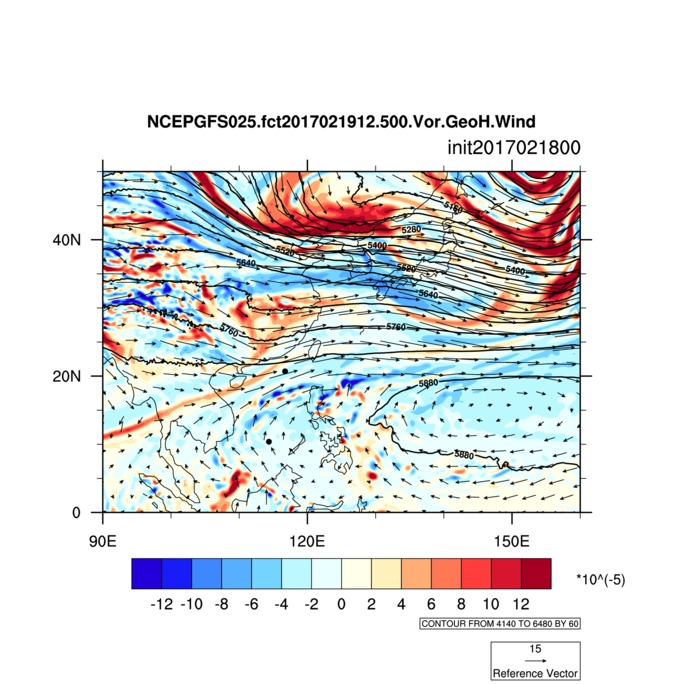 NCEPGFS025.fct2017021912.500.Vor.GeoH.Wind
init2017021800
5160
5280
5400
5520
5640
5520
5400
5640
5760
5760
5880
5880
40N
20N
0
90E 120E 150E
-12 -10 -8 -6 -4 -2 0 2 4 6 8 10 12
*10^(-5)
CONTOUR FROM 4140 TO 6480 BY 60
15
Reference Vector